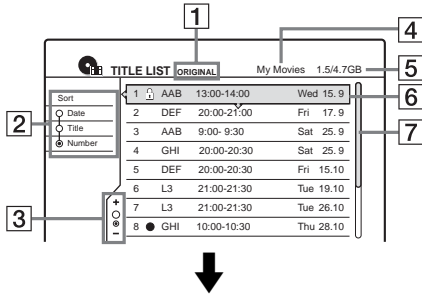 1
4
TITLE LIST ORIGINAL My Movies 1.5/4.7GB 5
Sort
Date
Title
Number
2
3
+
−
1 AAB 13:00-14:00 Wed 15. 9 6
2 DEF 20:00-21:00 Fri 17. 9
3 AAB 9:00- 9:30 Sat 25. 9 7
4 GHI 20:00-20:30 Sat 25. 9
5 DEF 20:00-20:30 Fri 15.10
6 L3 21:00-21:30 Tue 19.10
7 L3 21:00-21:30 Tue 26.10
8 GHI 10:00-10:30 Thu 28.10